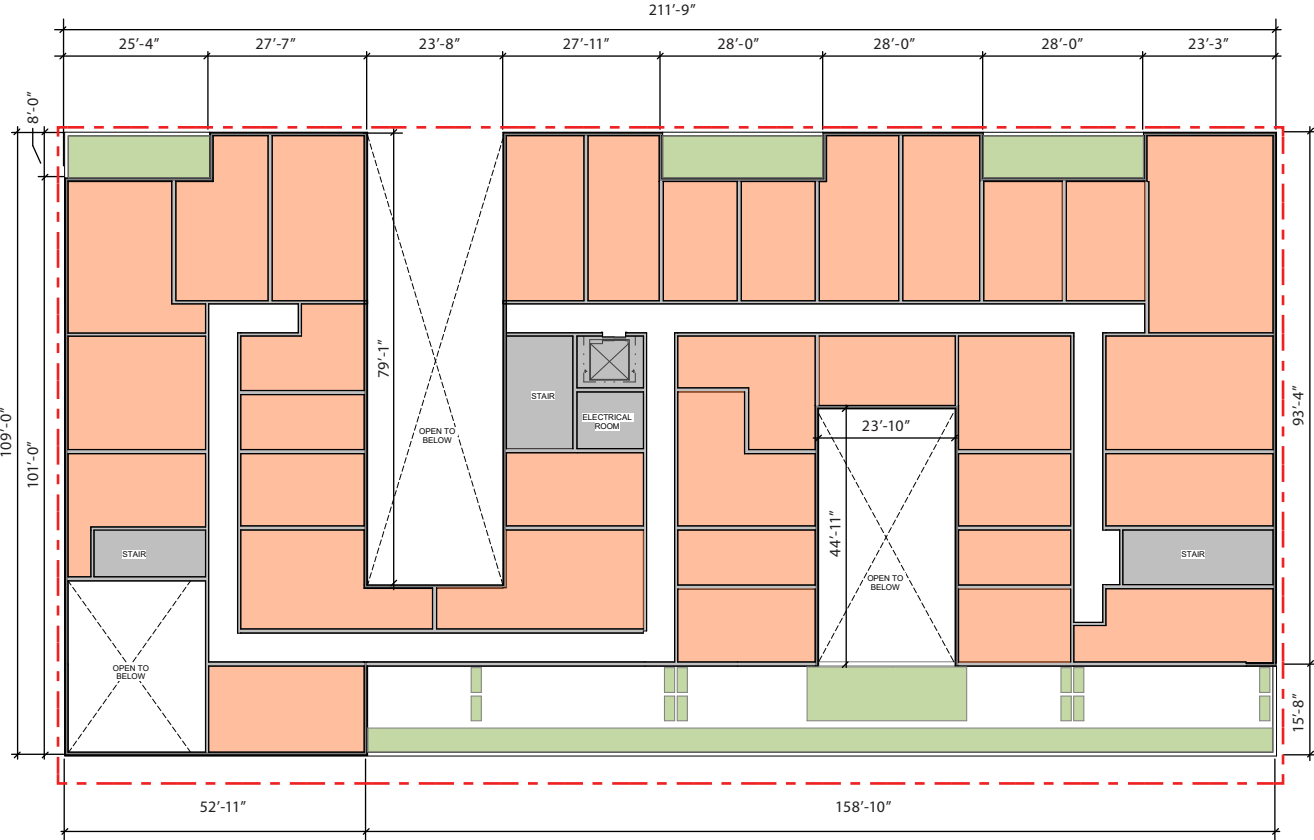 211’-9”
25’-4”
27’-7”
23’-8”
27’-11”
28’-0”
28’-0”
28’-0”
23’-3”
8’-0”
109’-0”
101’-0”
79’-1”
93’-4”
STAIR
ELECTRICAL
ROOM
OPEN TO
BELOW
23’-10”
44’-11”
STAIR
STAIR
OPEN TO
BELOW
OPEN TO
BELOW
15’-8”
52’-11”
158’-10”